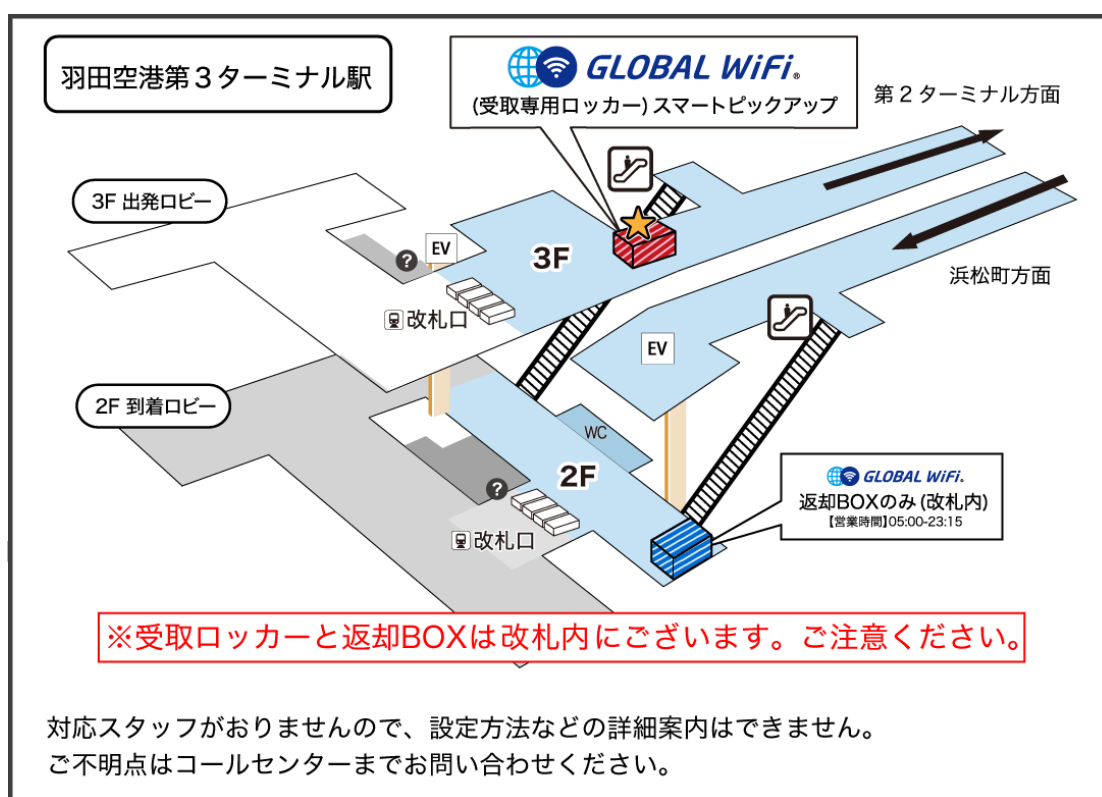 羽田空港第3ターミナル駅
GLOBAL WiFi®
(受取専用ロッカー)スマートピックアップ
第2ターミナル方面
3F 出発ロビー
EV
?
3F
浜松町方面
改札口
EV
2F 到着ロビー
WC
2F
?
GLOBAL WiFi®
返却BOXのみ(改札内)
【営業時間】05:00-23:15
改札口
※受取ロッカーと返却BOXは改札内にございます。ご注意ください。
対応スタッフがおりませんので、設定方法などの詳細案内はできません。
ご不明点はコールセンターまでお問い合わせください。